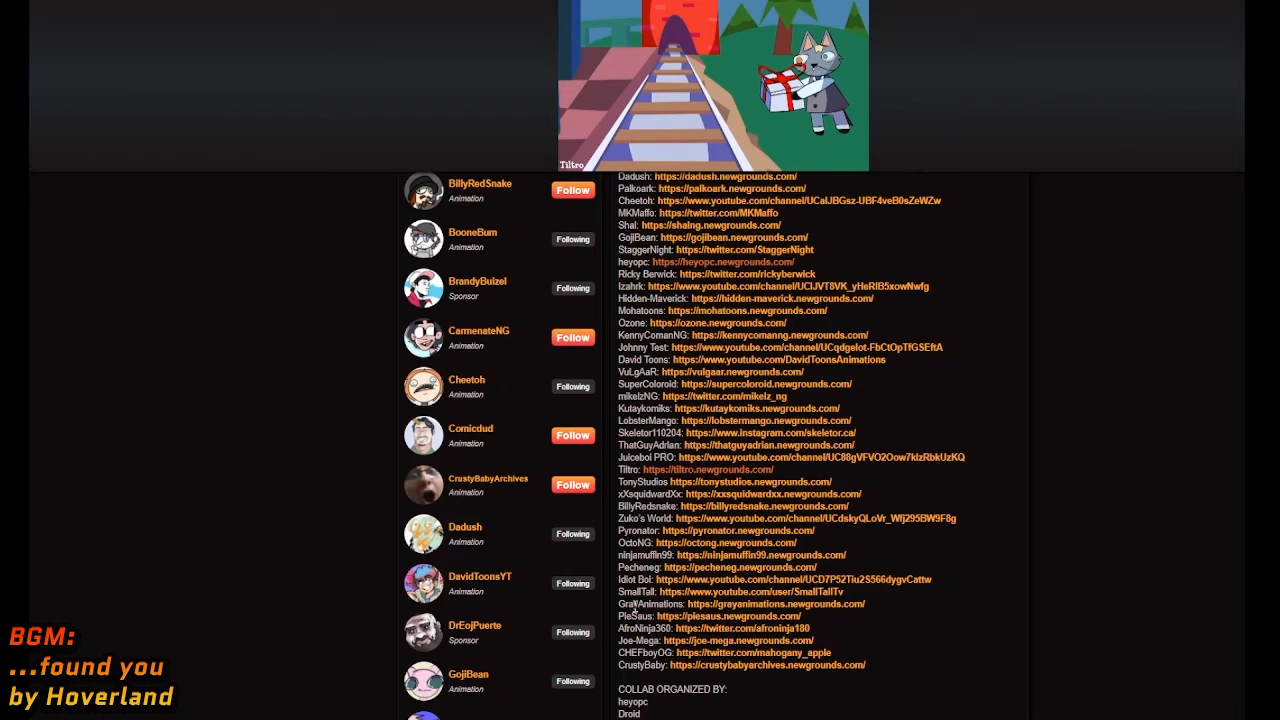 Tiltro
BillyRedSnake
Animation
Follow
BooneBum
Animation
Following
BrandyBuizel
Sponsor
Following
CarmenateNG
Animation
Follow
Cheetoh
Animation
Following
Comicdud
Animation
Follow
CrustyBabyArchives
Animation
Follow
Dadush
Animation
Following
DavidToonsYT
Animation
Following
DrEojPuerte
Sponsor
Following
GojiBean
Animation
Following
Dadush: https://dadush.newgrounds.com/
Palkoark: https://palkoark.newgrounds.com/
Cheetoh: https://www.youtube.com/channel/UCaIJBGsz-UBF4veB0sZeWZw
MKMaffo: https://twitter.com/MKMaffo
Shal: https://shalng.newgrounds.com/
GojiBean: https://gojibean.newgrounds.com/
StaggerNight: https://twitter.com/StaggerNight
heyopc: https://heyopc.newgrounds.com/
Ricky Berwick: https://twitter.com/rickyberwick
Izahrk: https://www.youtube.com/channel/UCIJVT8VK_yHeRIB5xowNwfg
Hidden-Maverick: https://hidden-maverick.newgrounds.com/
Mohatoons: https://mohatoons.newgrounds.com/
Ozone: https://ozone.newgrounds.com/
KennyComanNG: https://kennycomanng.newgrounds.com/
Johnny Test: https://www.youtube.com/channel/UCqdgelot-FbCtOpTfGSEftA
David Toons: https://www.youtube.com/DavidToonsAnimations
VuLgAaR: https://vulgaar.newgrounds.com/
SuperColoroid: https://supercoloroid.newgrounds.com/
mikelzNG: https://twitter.com/mikelz_ng
Kutaykomiks: https://kutaykomiks.newgrounds.com/
LobsterMango: https://lobstermango.newgrounds.com/
Skeletor110204: https://www.instagram.com/skeletor.ca/
ThatGuyAdrian: https://thatguyadrian.newgrounds.com/
Juiceboi PRO: https://www.youtube.com/channel/UC88gVFVO2Oow7kIzRbkUzKQ
Tiltro: https://tiltro.newgrounds.com/
TonyStudios https://tonystudios.newgrounds.com/
xXsquidwardXx: https://xxsquidwardxx.newgrounds.com/
BillyRedsnake: https://billyredsnake.newgrounds.com/
Zuko's World: https://www.youtube.com/channel/UCdskyQLoVr_Wfj295BW9F8g
Pyronator: https://pyronator.newgrounds.com/
OctoNG: https://octong.newgrounds.com/
ninjamuffin99: https://ninjamuffin99.newgrounds.com/
Pecheneg: https://pecheneg.newgrounds.com/
Idiot Boi: https://www.youtube.com/channel/UCD7P52Tiu2S566dygvCattw
SmallTall: https://www.youtube.com/user/SmallTallTv
GrayAnimations: https://grayanimations.newgrounds.com/
PieSaus: https://piesaus.newgrounds.com/
AfroNinja360: https://twitter.com/afroninja180
Joe-Mega: https://joe-mega.newgrounds.com/
CHEFboyOG: https://twitter.com/mahogany_apple
CrustyBaby: https://crustybabyarchives.newgrounds.com/
COLLAB ORGANIZED BY:
heyopc
Droid
BGM:
...found you
by Hoverland